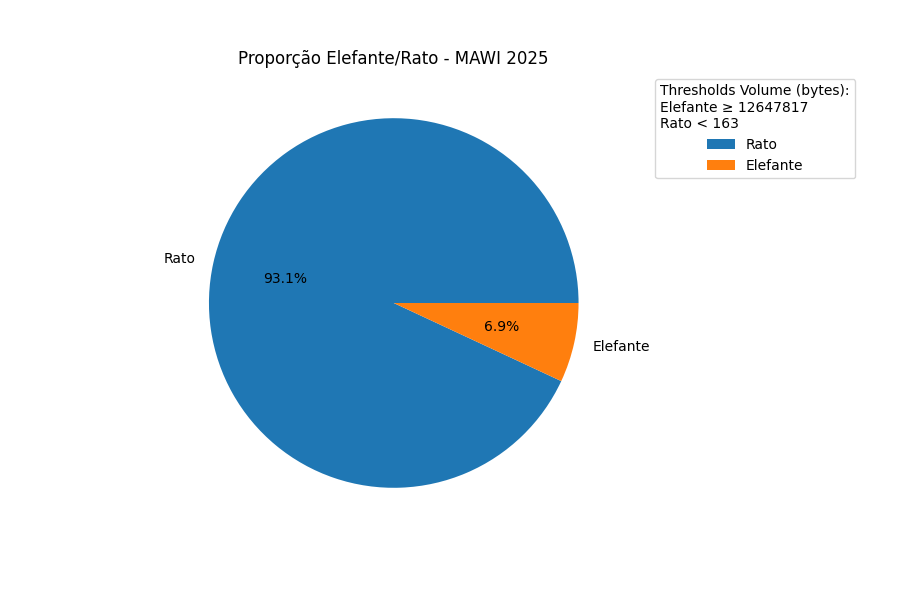 Proporção Elefante/Rato - MAWI 2025
Thresholds Volume (bytes):
Elefante ≥ 12647817
Rato < 163
Rato
Elefante
Rato
93.1%
6.9%
Elefante